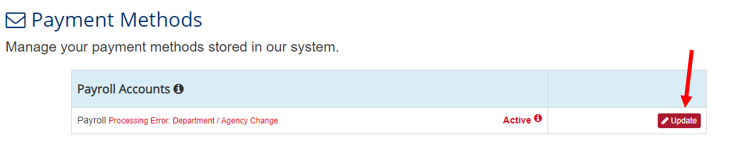 Payment Methods
Manage your payment methods stored in our system.
Payroll Accounts
Payroll Processing Error: Department / Agency Change Active Update